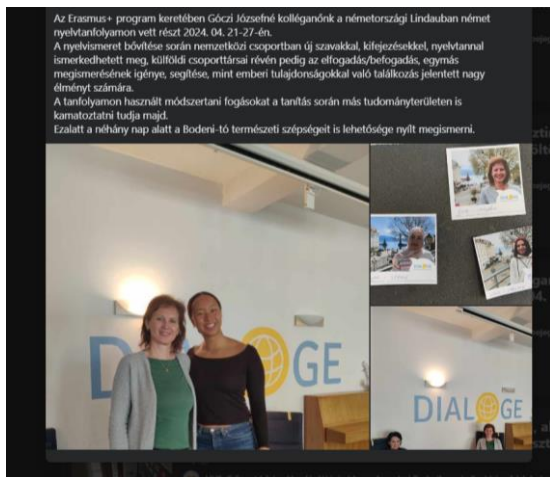 Az Erasmus+ program keretében Góczi Józsefné kolléganőnk a németországi Lindauban német
nyelvtanfolyamon vett részt 2024. 04. 21-27-én.
A nyelvismeret bővítése során nemzetközi csoportban új szavakkal, kifejezésekkel, nyelvtannal
ismerkedhetett meg, külföldi csoporttársai révén pedig az elfogadás/befogadás, egymás
megismerésének igénye, segítése, mint emberi tulajdonságokkal való találkozás jelentett nagy
élményt számára.
A tanfolyamon használt módszertani fogásokat a tanítás során más tudományterületen is
kamatoztatni tudja majd.
Ezalatt a néhány nap alatt a Bodeni-tó természeti szépségeit is lehetősége nyílt megismerni.
D GE
DIAL GE